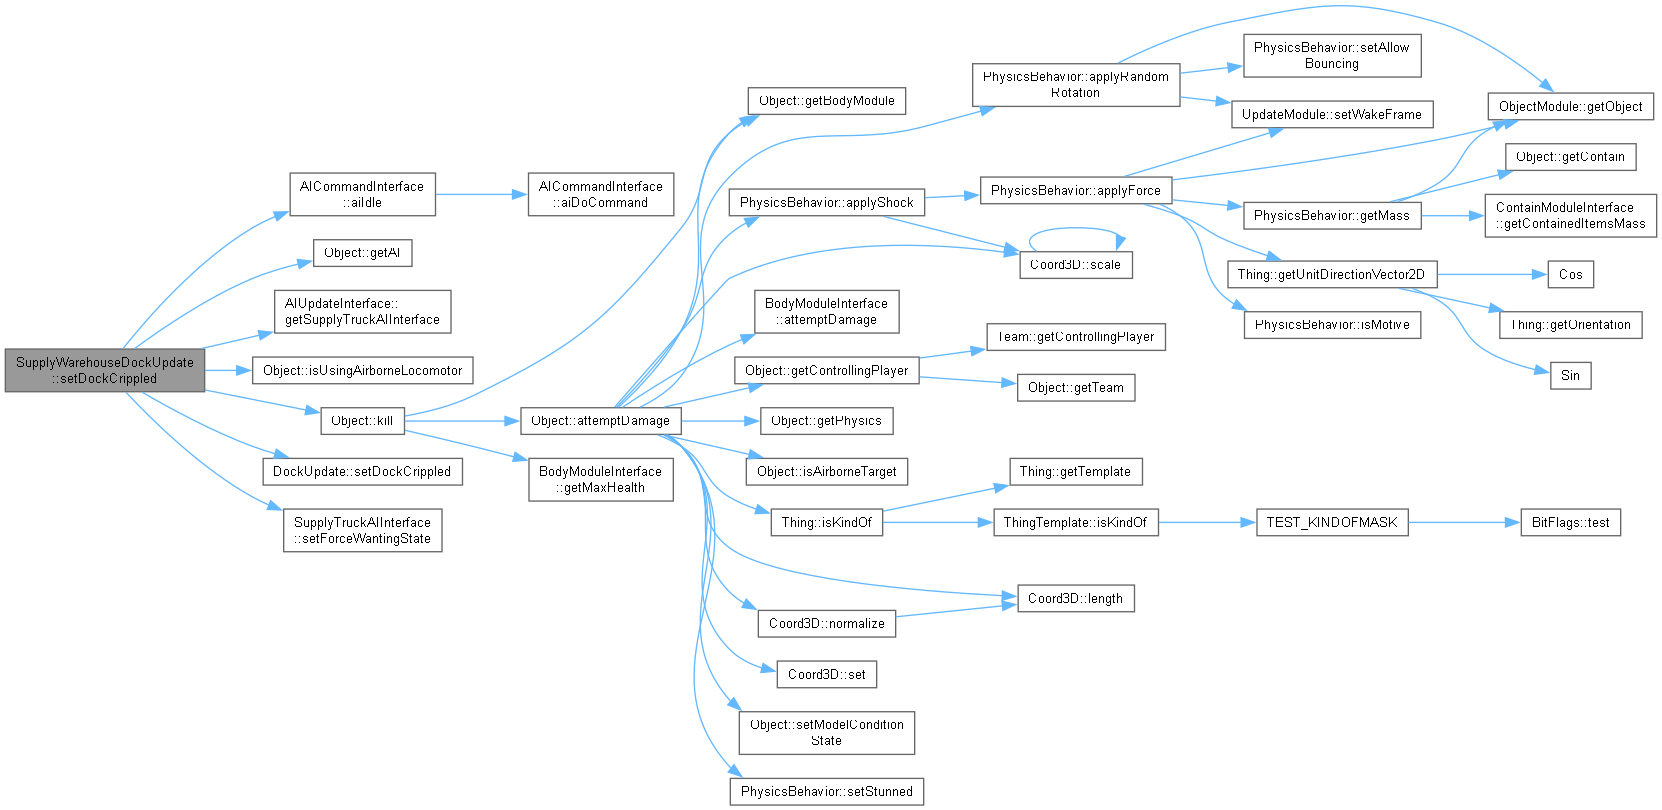 SupplyWarehouseDockUpdate
::setDockCrippled
AICommandInterface
::aiIdle
AICommandInterface
::aiDoCommand
Object::getAI
AIUpdateInterface::
getSupplyTruckAIInterface
Object::isUsingAirborneLocomotor
Object::kill
DockUpdate::setDockCrippled
SupplyTruckAIInterface
::setForceWantingState
Object::attemptDamage
BodyModuleInterface
::getMaxHealth
Object::getBodyModule
PhysicsBehavior::applyShock
BodyModuleInterface
::attemptDamage
Object::getControllingPlayer
Object::getPhysics
Object::isAirborneTarget
Thing::isKindOf
Coord3D::normalize
Coord3D::set
Object::setModelCondition
State
PhysicsBehavior::setStunned
PhysicsBehavior::applyRandom
Rotation
PhysicsBehavior::applyForce
Coord3D::scale
Team::getControllingPlayer
Object::getTeam
Thing::getTemplate
ThingTemplate::isKindOf
Coord3D::length
PhysicsBehavior::setAllow
Bouncing
UpdateModule::setWakeFrame
PhysicsBehavior::getMass
Thing::getUnitDirectionVector2D
PhysicsBehavior::isMotive
TEST_KINDOFMASK
ObjectModule::getObject
Object::getContain
ContainModuleInterface
::getContainedItemsMass
Cos
Thing::getOrientation
Sin
BitFlags::test